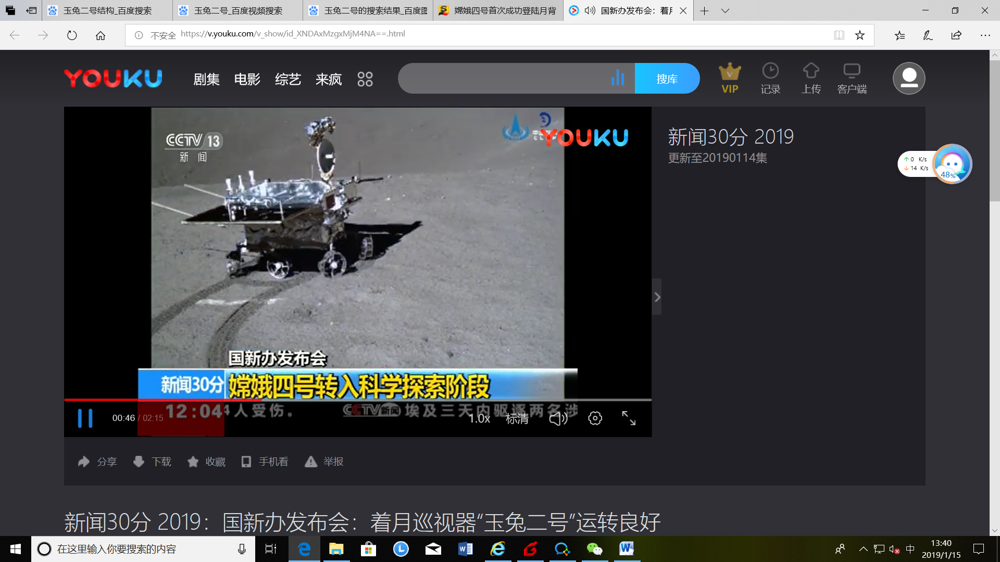 玉兔二号结构_百度搜索
玉兔二号_百度视频搜索
玉兔二号的搜索结果_百度图
嫦娥四号首次成功登陆月背
国新办发布会：着
不安全 https://v.youku.com/v_show/id_XNDAxMzgxMjM4NA==.html
YOUKU 剧集 电影 综艺 来疯 搜库
VIP 记录 上传 客户端
CCTV 13
新闻
YOUKU
新闻30分 2019
更新至20190114集
0 K/s
14 K/s
48%
国新办发布会
新闻30分 嫦娥四号转入科学探索阶段
12:04 人受伤。 CCTV新闻 埃及三天内驱逐两名涉
00:46 / 02:15 1.0x 标清
分享 下载 收藏 手机看 举报
新闻30分 2019：国新办发布会：着月巡视器“玉兔二号”运转良好
在这里输入你要搜索的内容
中
13:40
2019/1/15